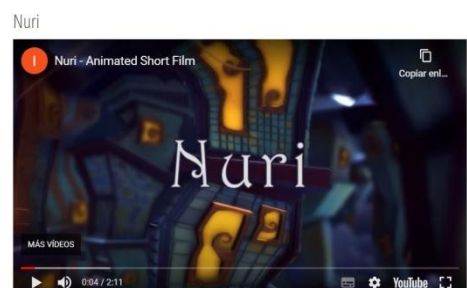 Nuri
I
Nuri - Animated Short Film
Copiar enl...
Nuri
MÁS VÍDEOS
0:04 / 2:11
YouTube